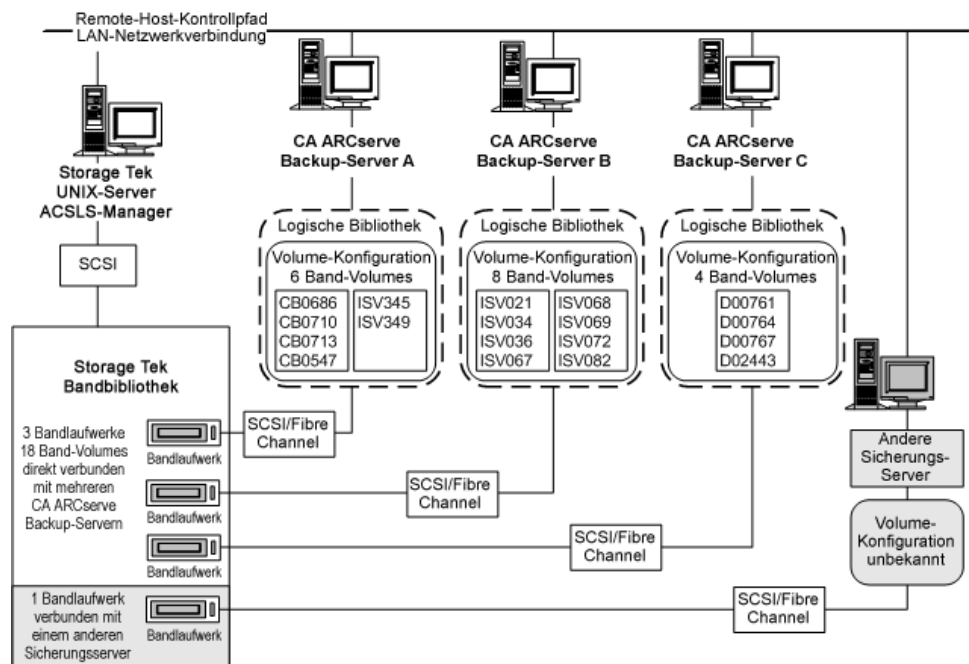 Remote-Host-Kontrollpfad
LAN-Netzwerkverbindung
Storage Tek
UNIX-Server
ACSLS-Manager
SCSI
CA ARCserve
Backup-Server A
CA ARCserve
Backup-Server B
CA ARCserve
Backup-Server C
Logische Bibliothek
Volume-Konfiguration
6 Band-Volumes
CB0686
CB0710
CB0713
CB0547
ISV345
ISV349
Logische Bibliothek
Volume-Konfiguration
8 Band-Volumes
ISV021
ISV034
ISV036
ISV067
ISV068
ISV069
ISV072
ISV082
Logische Bibliothek
Volume-Konfiguration
4 Band-Volumes
D00761
D00764
D00767
D02443
Storage Tek
Bandbibliothek
3 Bandlaufwerke
18 Band-Volumes
direkt verbunden
mit mehreren
CA ARCserve
Backup-Servern
Bandlaufwerk
Bandlaufwerk
Bandlaufwerk
1 Bandlaufwerk
verbunden mit
einem anderen
Sicherungsserver
Bandlaufwerk
SCSI/Fibre
Channel
SCSI/Fibre
Channel
SCSI/Fibre
Channel
SCSI/Fibre
Channel
Andere
Sicherungs-
Server
Volume-
Konfiguration
unbekannt